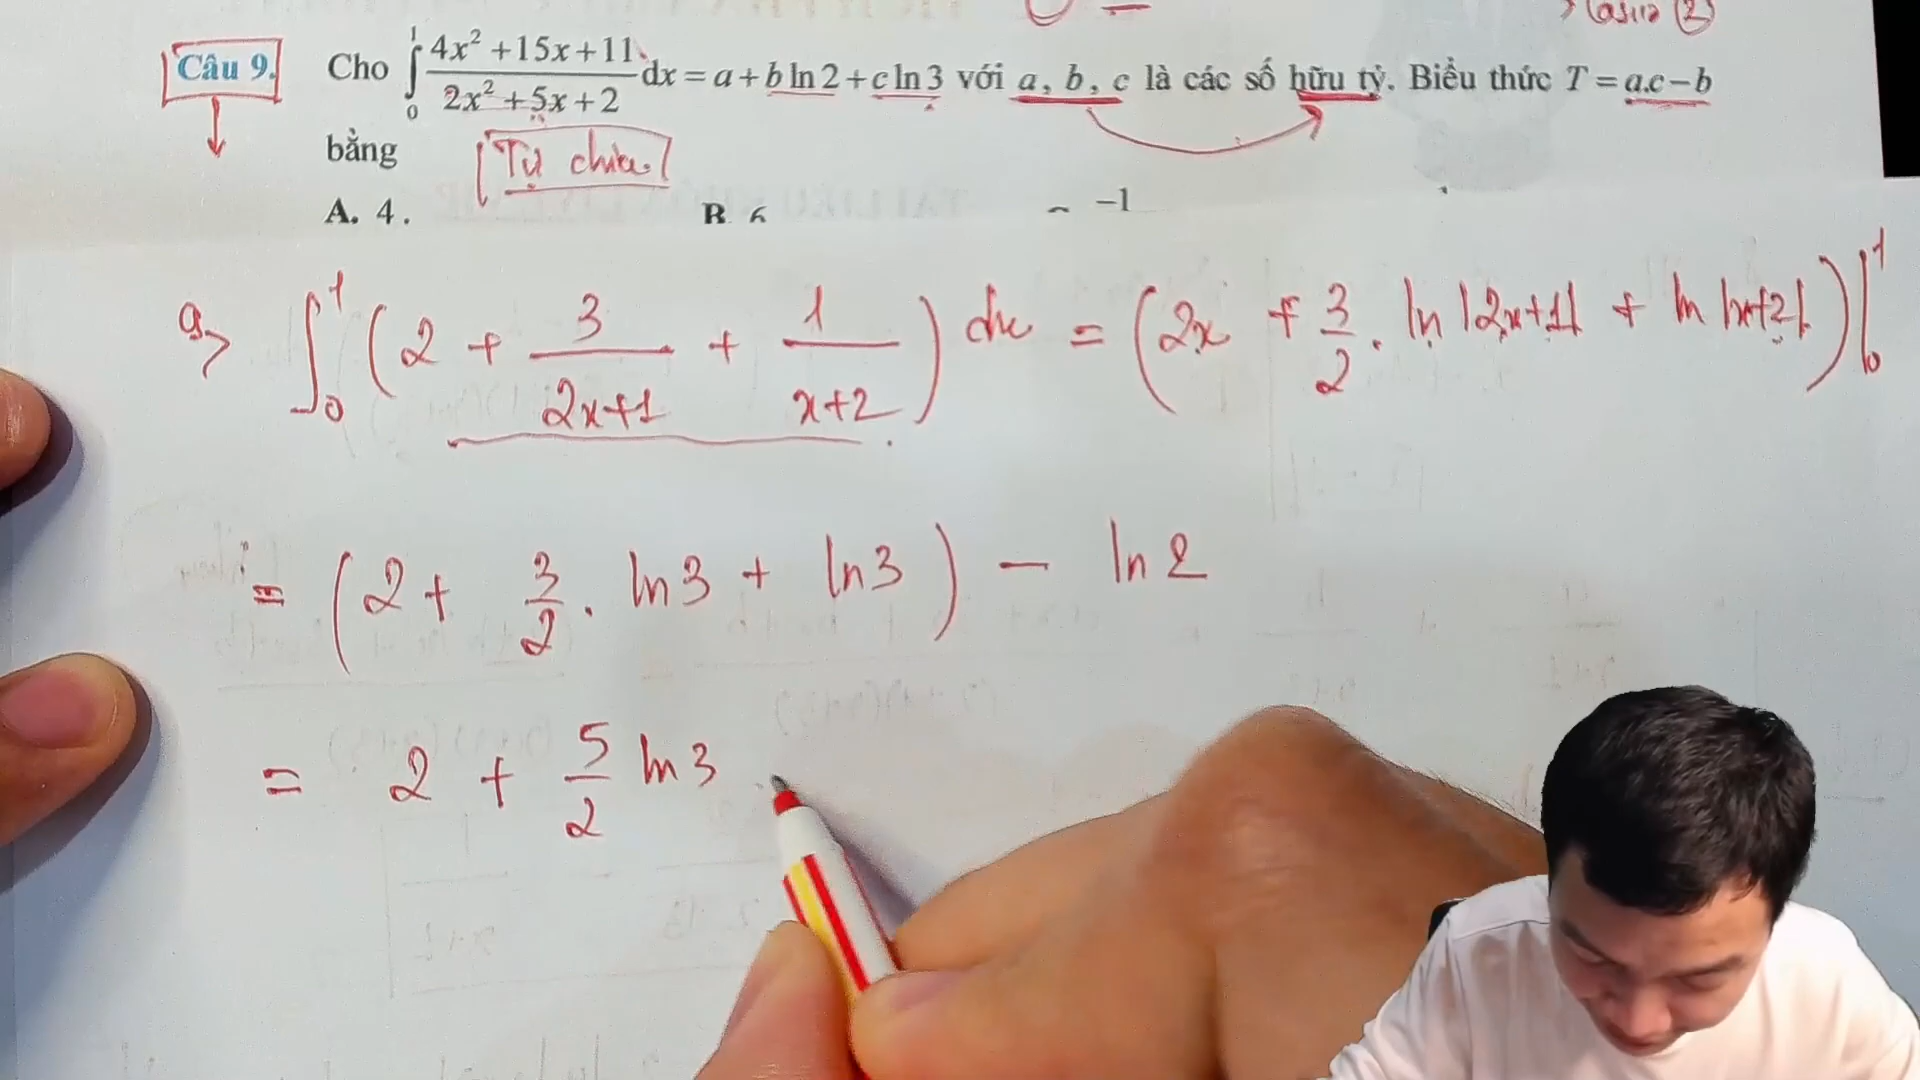 Câu 9. Cho ∫₀¹ (4x² + 15x + 11)/(2x² + 5x + 2) dx = a + b ln 2 + c ln 3 với a, b, c là các số hữu tỷ. Biểu thức T = a.c − b
bằng
Tự chia
A. 4. B. 6 −1
a> ∫₀¹ (2 + 3/(2x+1) + 1/(x+2)) dx = (2x + 3/2 . ln |2x+1| + ln |x+2|)|₀¹
= (2 + 3/2 . ln3 + ln3) − ln2
= 2 + 5/2 ln3